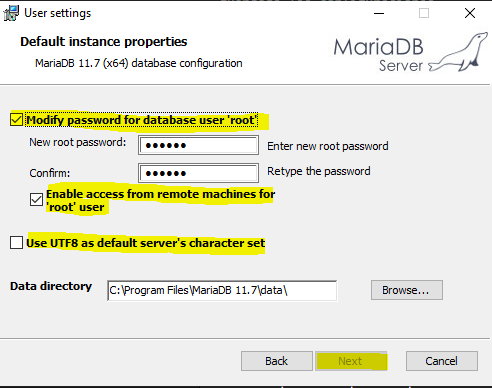 User settings
Default instance properties
MariaDB 11.7 (x64) database configuration
MariaDB
Server
Modify password for database user 'root'
New root password: ●●●●●● Enter new root password
Confirm: ●●●●●● Retype the password
Enable access from remote machines for
'root' user
Use UTF8 as default server's character set
Data directory C:\Program Files\MariaDB 11.7\data\ Browse...
Back Next Cancel